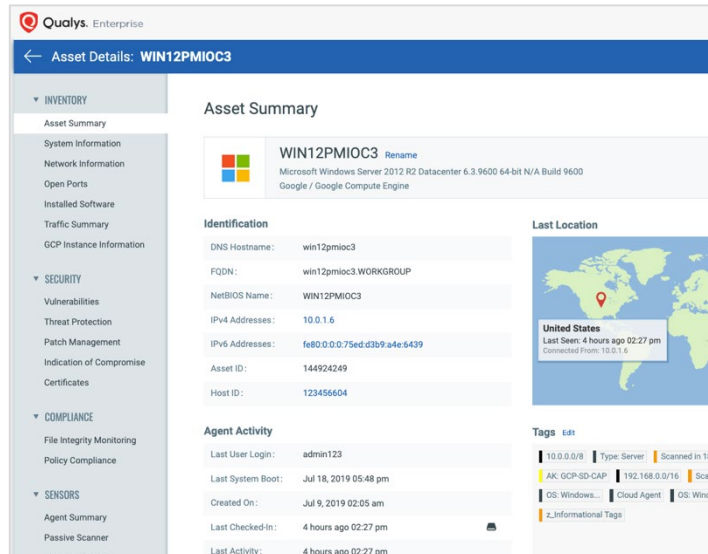 Qualys. Enterprise
Asset Details: WIN12PMIOC3
INVENTORY
Asset Summary
System Information
Network Information
Open Ports
Installed Software
Traffic Summary
GCP Instance Information
SECURITY
Vulnerabilities
Threat Protection
Patch Management
Indication of Compromise
Certificates
COMPLIANCE
File Integrity Monitoring
Policy Compliance
SENSORS
Agent Summary
Passive Scanner
Asset Summary
WIN12PMIOC3 Rename
Microsoft Windows Server 2012 R2 Datacenter 6.3.9600 64-bit N/A Build 9600
Google / Google Compute Engine
Identification
DNS Hostname: win12pmioc3
FQDN: win12pmioc3.WORKGROUP
NetBIOS Name: WIN12PMIOC3
IPv4 Addresses: 10.0.1.6
IPv6 Addresses: fe80:0:0:0:75ed:d3b9:a4e:6439
Asset ID: 144924249
Host ID: 123456604
Agent Activity
Last User Login: admin123
Last System Boot: Jul 18, 2019 05:48 pm
Created On: Jul 9, 2019 02:05 am
Last Checked-In: 4 hours ago 02:27 pm
Last Activity: 4 hours ago 02:27 pm
Last Location
United States
Last Seen: 4 hours ago 02:27 pm
Connected From: 10.0.1.6
Tags Edit
10.0.0.0/8 Type: Server Scanned in
AK: GCP-SD-CAP 192.168.0.0/16
OS: Windows... Cloud Agent OS:
z_Informational Tags